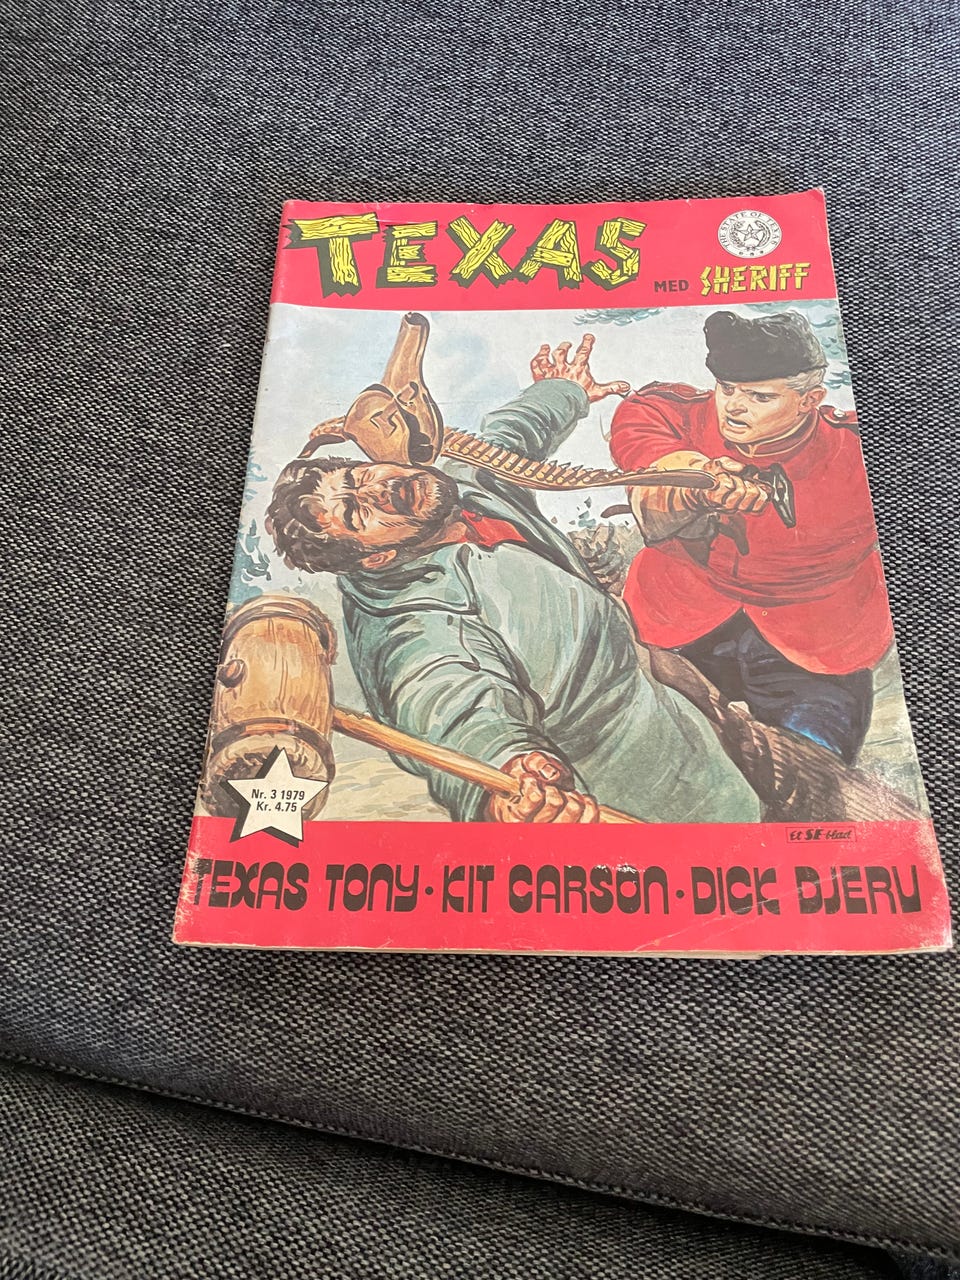 TEXAS
THE STATE OF TEXAS
MED SHERIFF
Nr. 3 1979
Kr. 4.75
Et SE-blad
TEXAS TONY • KIT CARSON • DICK DJERV